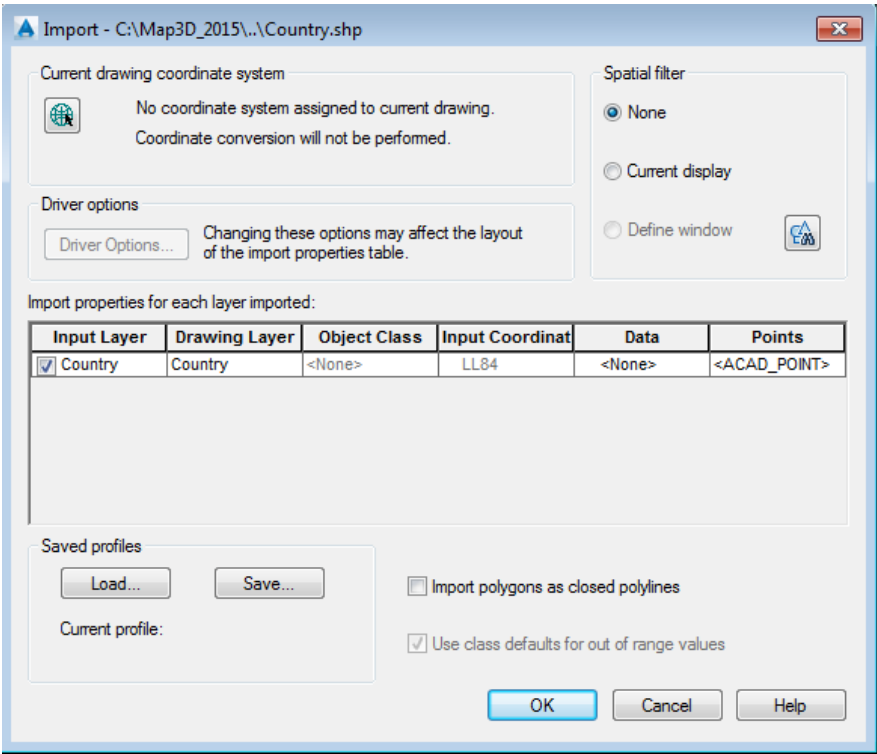 Import - C:\Map3D_2015\..\Country.shp
Current drawing coordinate system
No coordinate system assigned to current drawing.
Coordinate conversion will not be performed.
Spatial filter
None
Current display
Define window
Driver options
Driver Options...
Changing these options may affect the layout
of the import properties table.
Import properties for each layer imported:
Input Layer Drawing Layer Object Class Input Coordinat Data Points
Country Country <None> LL84 <None> <ACAD_POINT>
Saved profiles
Load... Save...
Current profile:
Import polygons as closed polylines
Use class defaults for out of range values
OK Cancel Help